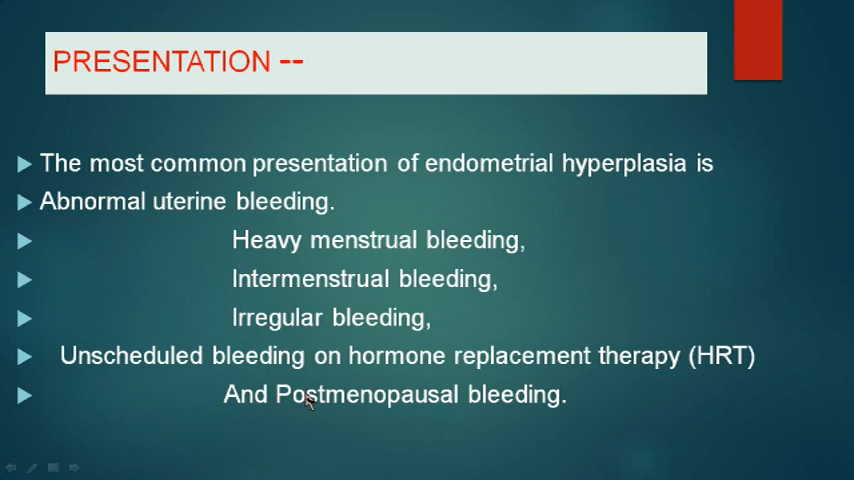 PRESENTATION --
The most common presentation of endometrial hyperplasia is
Abnormal uterine bleeding.
Heavy menstrual bleeding,
Intermenstrual bleeding,
Irregular bleeding,
Unscheduled bleeding on hormone replacement therapy (HRT)
And Postmenopausal bleeding.